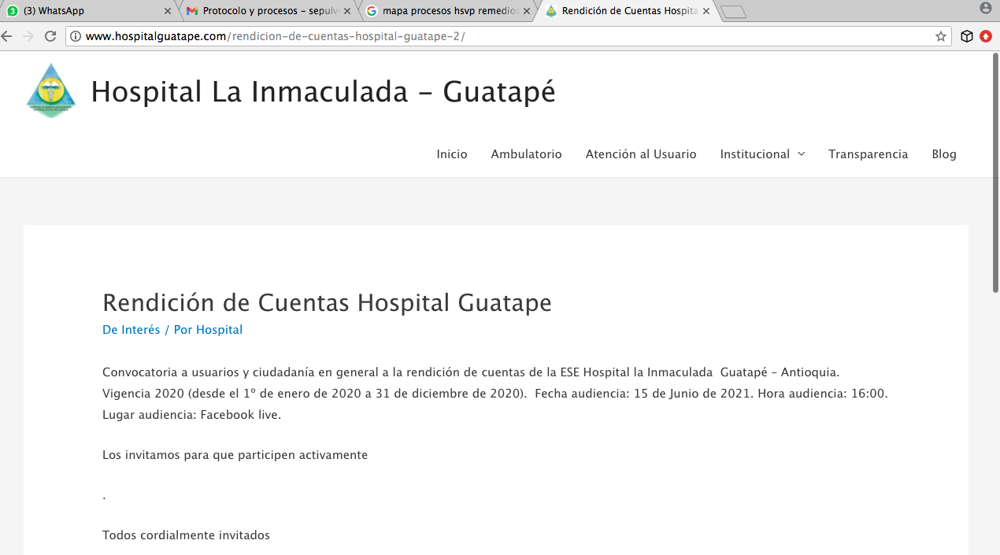 (3) WhatsApp
Protocolo y procesos – sepulv
mapa procesos hsvp remedios
Rendición de Cuentas Hospita
www.hospitalguatape.com/rendicion-de-cuentas-hospital-guatape-2/
Hospital La Inmaculada – Guatapé
Inicio Ambulatorio Atención al Usuario Institucional Transparencia Blog
Rendición de Cuentas Hospital Guatape
De Interés / Por Hospital
Convocatoria a usuarios y ciudadanía en general a la rendición de cuentas de la ESE Hospital la Inmaculada  Guatapé – Antioquia.
Vigencia 2020 (desde el 1º de enero de 2020 a 31 de diciembre de 2020).  Fecha audiencia: 15 de Junio de 2021. Hora audiencia: 16:00.
Lugar audiencia: Facebook live.
Los invitamos para que participen activamente
.
Todos cordialmente invitados